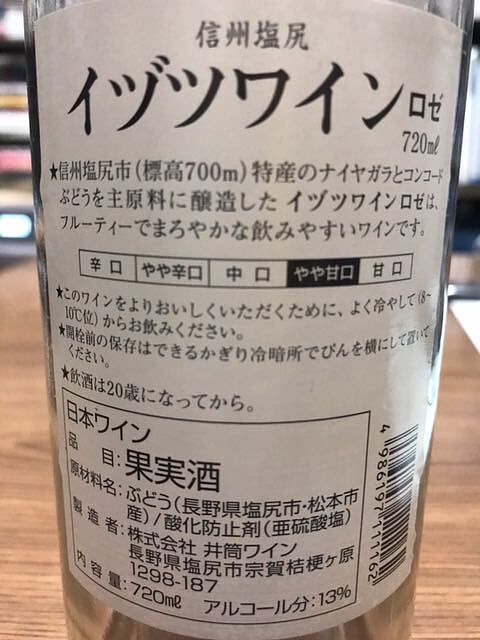 信州塩尻
イヅツワインロゼ
720㎖
★信州塩尻市(標高700m)特産のナイヤガラとコンコード
ぶどうを主原料に醸造したイヅツワインロゼは、
フルーティーでまろやかな飲みやすいワインです。
辛口 やや辛口 中口 やや甘口 甘口
★このワインをよりおいしくいただくために、よく冷やして(8〜
10℃位)からお飲みください。
★開栓前の保存はできるかぎり冷暗所でびんを横にして置いて
ください。
★飲酒は20歳になってから。
日本ワイン
品目:果実酒
原材料名:ぶどう(長野県塩尻市・松本市
産)/酸化防止剤(亜硫酸塩)
製造者:株式会社 井筒ワイン
長野県塩尻市宗賀桔梗ヶ原
1298-187
内容量:720㎖ アルコール分:13%
4986197111162